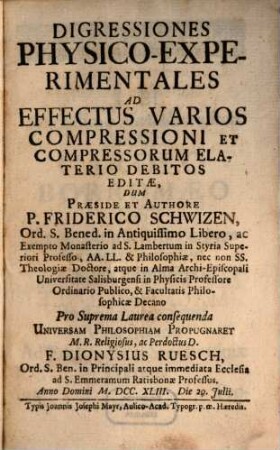 DIGRESSIONES
PHYSICO-EXPE-
RIMENTALES
AD
EFFECTUS VARIOS
COMPRESSIONI ET
COMPRESSORUM ELA-
TERIO DEBITOS
EDITÆ,
DUM
PRÆSIDE ET AUTHORE
P. FRIDERICO SCHWIZEN,
Ord. S. Bened. in Antiquissimo Libero, ac
Exempto Monasterio ad S. Lambertum in Styria Supe-
riori Professo, AA. LL. & Philosophiæ, nec non SS.
Theologiæ Doctore, atque in Alma Archi-Episcopali
Universitate Salisburgensi in Physicis Professore
Ordinario Publico, & Facultatis Philo-
sophicæ Decano
Pro Suprema Laurea consequenda
UNIVERSAM PHILOSOPHIAM PROPUGNARET
M. R. Religiosus, ac Perdoctus D.
F. DIONYSIUS RUESCH,
Ord. S. Ben. in Principali atque immediata Ecclesia
ad S. Emmeramum Ratisbonæ Professus.
Anno Domini M. DCC. XLIII. Die 29. Julii.
Typis Joannis Josephi Mayr, Aulico-Acad. Typogr. p. m. Hæredis.